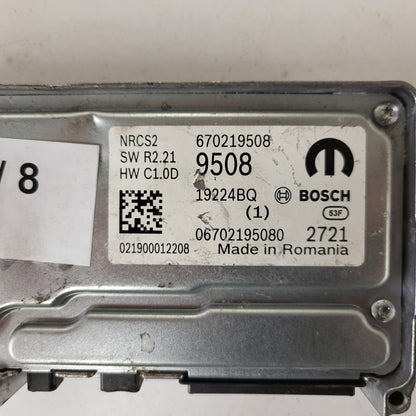 /8
NRCS2 670219508
SW R2.21 9508
HW C1.0D
19224BQ BOSCH
(1) 53F
06702195080 2721
021900012208 Made in Romania